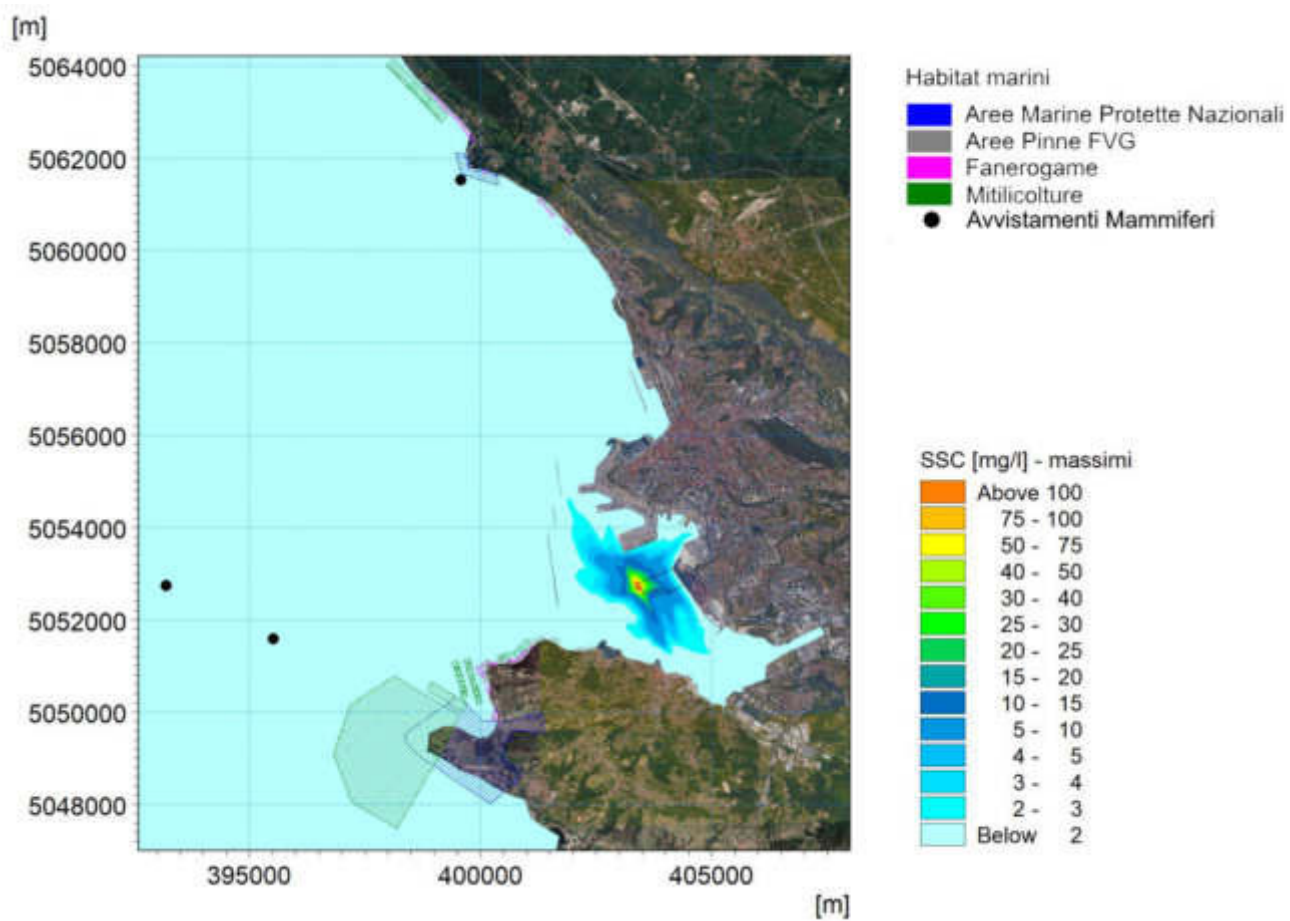 [m]
5064000
5062000
5060000
5058000
5056000
5054000
5052000
5050000
5048000
395000
400000
405000
[m]
Habitat marini
Aree Marine Protette Nazionali
Aree Pinne FVG
Fanerogame
Mitilicolture
Avvistamenti Mammiferi
SSC [mg/l] - massimi
Above 100
75 - 100
50 - 75
40 - 50
30 - 40
25 - 30
20 - 25
15 - 20
10 - 15
5 - 10
4 - 5
3 - 4
2 - 3
Below 2